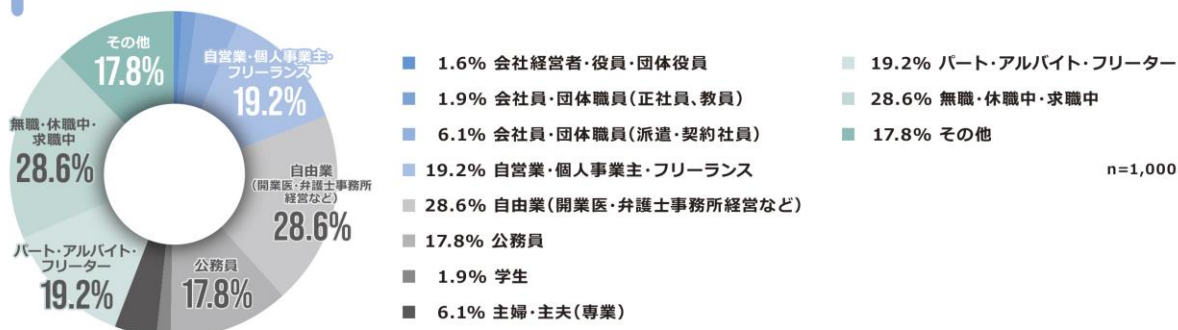 その他
17.8%
自営業・個人事業主・
フリーランス
19.2%
無職・休職中・
求職中
28.6%
自由業
(開業医・弁護士事務所
経営など)
28.6%
パート・アルバイト・
フリーター
19.2%
公務員
17.8%
1.6% 会社経営者・役員・団体役員
1.9% 会社員・団体職員(正社員、教員)
6.1% 会社員・団体職員(派遣・契約社員)
19.2% 自営業・個人事業主・フリーランス
28.6% 自由業(開業医・弁護士事務所経営など)
17.8% 公務員
1.9% 学生
6.1% 主婦・主夫(専業)
19.2% パート・アルバイト・フリーター
28.6% 無職・休職中・求職中
17.8% その他
n=1,000